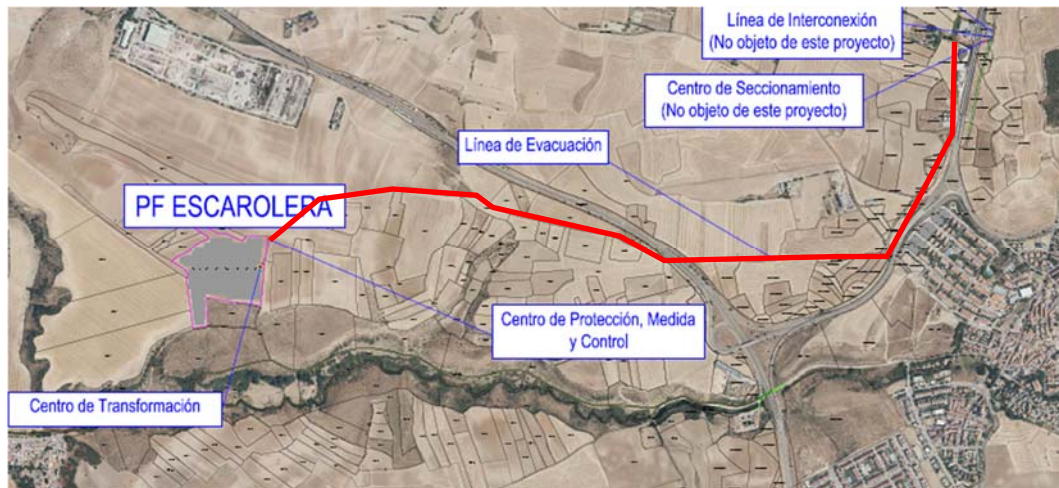 Línea de Interconexión
(No objeto de este proyecto)
Centro de Seccionamiento
(No objeto de este proyecto)
Línea de Evacuación
PF ESCAROLERA
Centro de Protección, Medida
y Control
Centro de Transformación